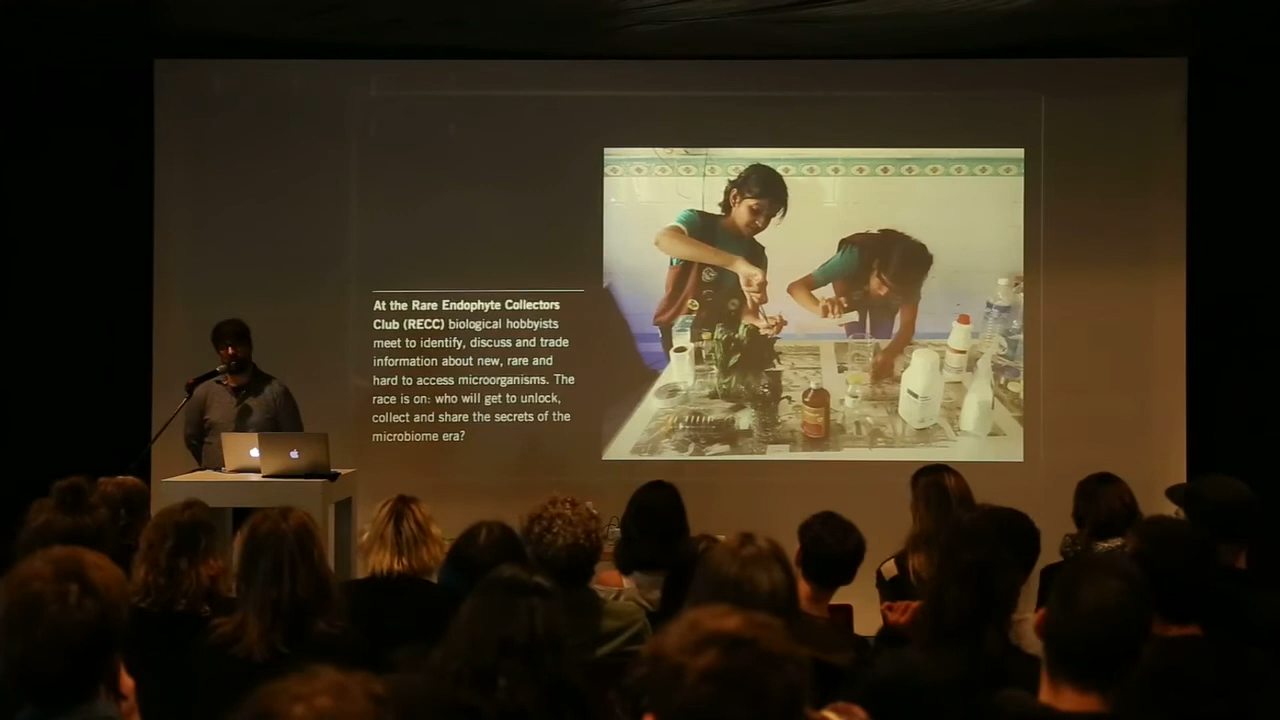 At the Rare Endophyte Collectors
Club (RECC) biological hobbyists
meet to identify, discuss and trade
information about new, rare and
hard to access microorganisms. The
race is on: who will get to unlock,
collect and share the secrets of the
microbiome era?